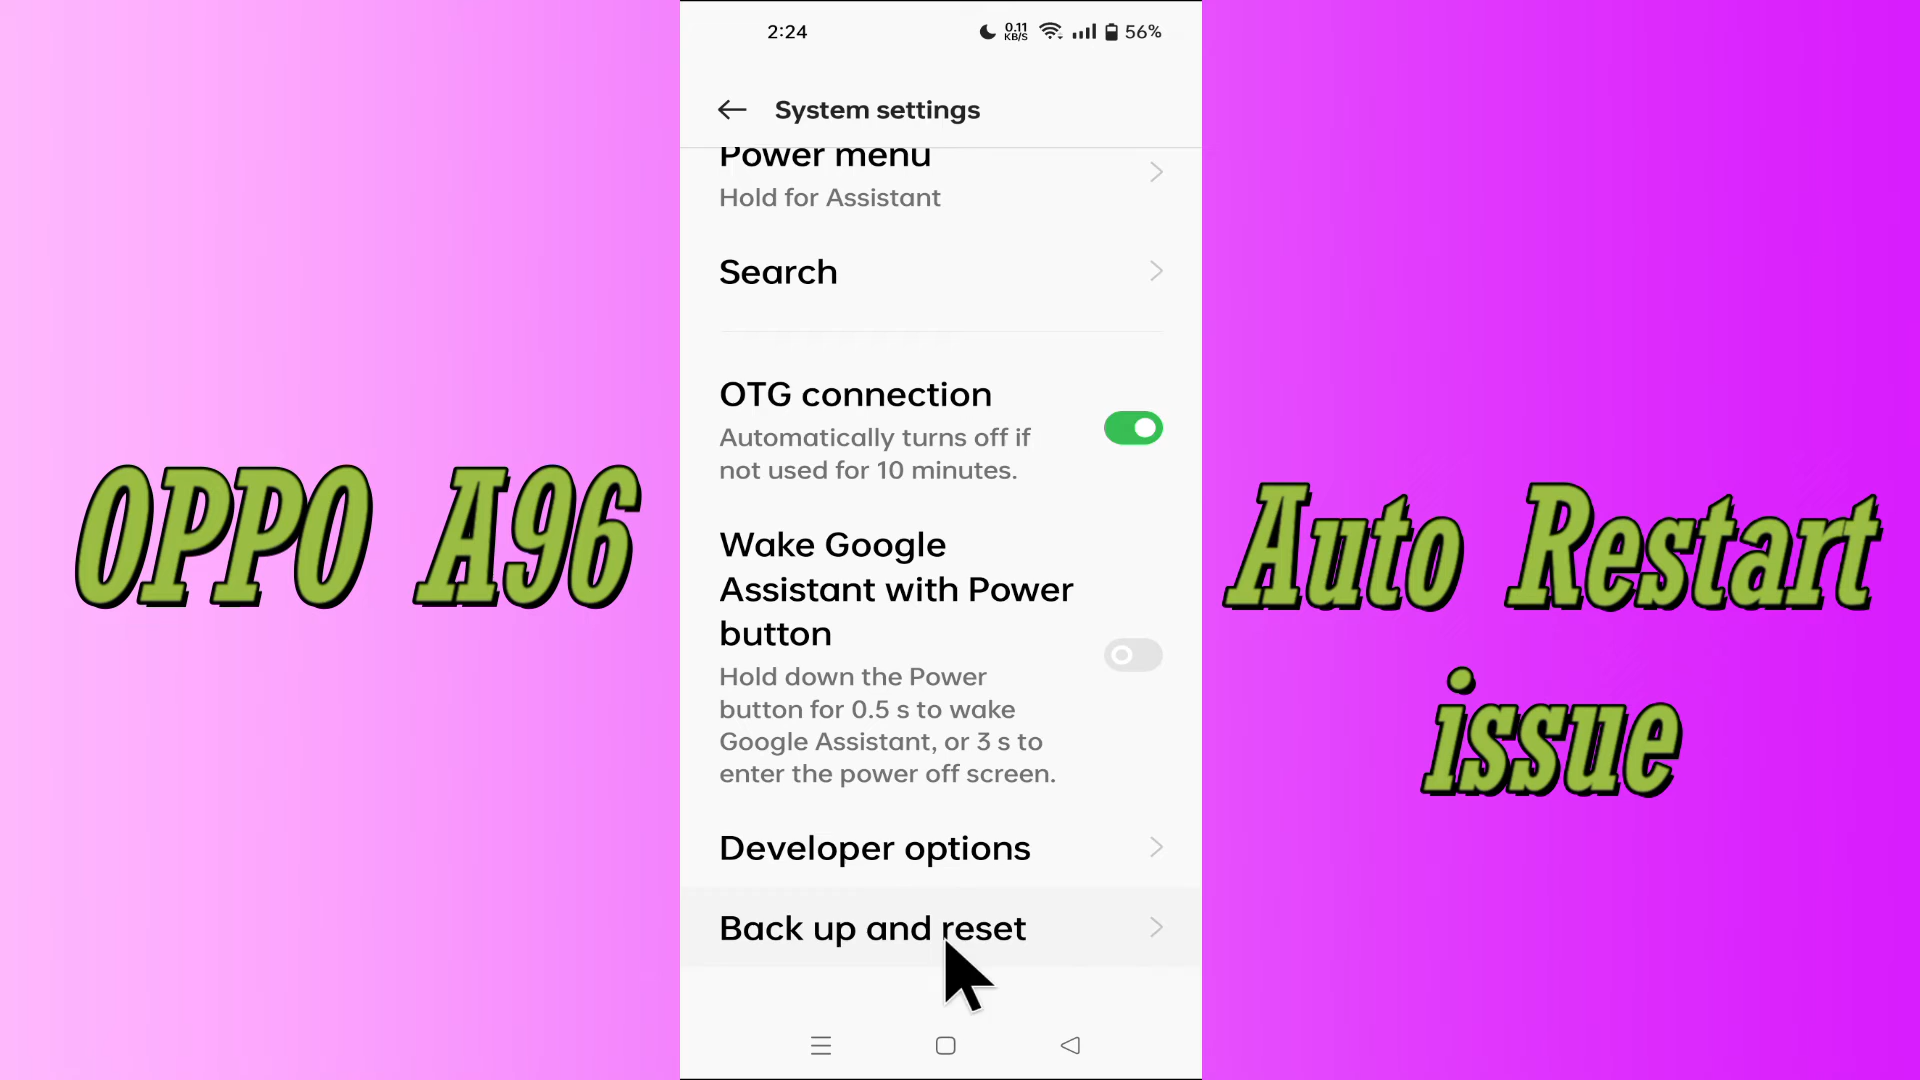 2:24
0.11
KB/S
56%
System settings
Power menu
Hold for Assistant
Search
OTG connection
Automatically turns off if
not used for 10 minutes.
Wake Google
Assistant with Power
button
Hold down the Power
button for 0.5 s to wake
Google Assistant, or 3 s to
enter the power off screen.
Developer options
Back up and reset
OPPO A96
Auto Restart
issue